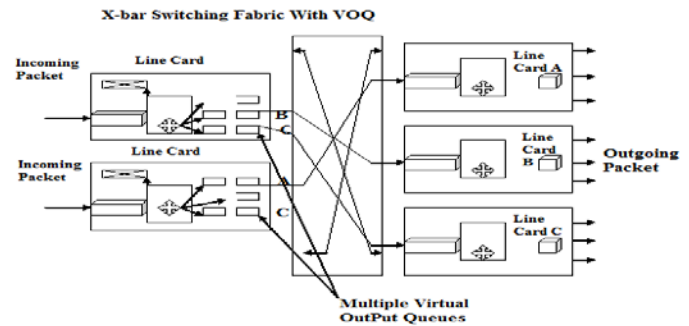 X-bar Switching Fabric With VOQ
Incoming
Packet
Line Card
B
C
Incoming
Packet
Line Card
A
C
Line
Card A
Line
Card
B
Line
Card C
Outgoing
Packet
Multiple Virtual
OutPut Queues